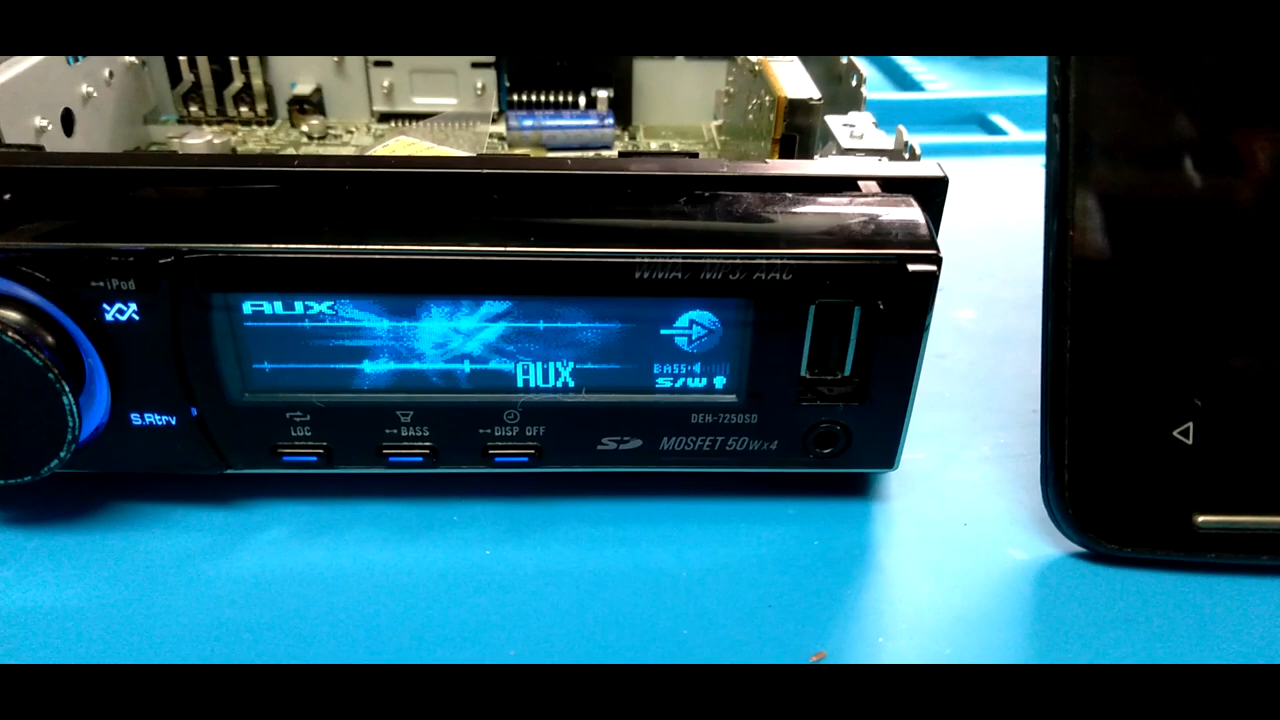 WMA/MP3/AAC
iPod
AUX
AUX
BASS
S/W
S.Rtrv
LOC
BASS
DISP OFF
DEH-7250SD
SD
MOSFET 50Wx4